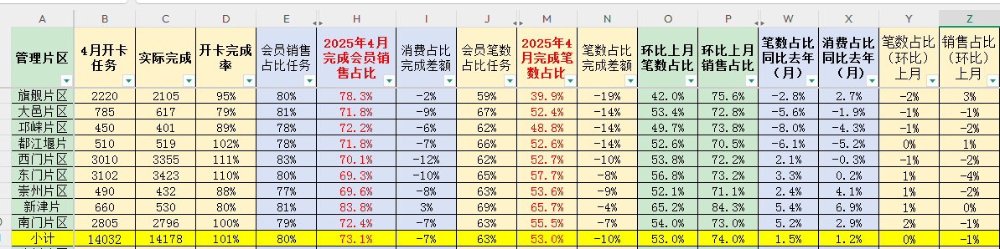 A B C D E H I J M N O P W X Y Z
管理片区 4月开卡任务 实际完成 开卡完成率 会员销售占比任务 2025年4月完成会员销售占比 消费占比完成差额 会员笔数占比任务 2025年4月完成笔数占比 笔数占比完成差额 环比上月笔数占比 环比上月销售占比 笔数占比同比去年（月） 消费占比同比去年（月） 笔数占比（环比）上月 销售占比（环比）上月
旗舰片区 2220 2105 95% 80% 78.3% -2% 59% 39.9% -19% 42.0% 75.6% -2.8% 2.7% -2% 3%
大邑片区 785 617 79% 81% 71.8% -9% 67% 52.4% -14% 53.4% 72.8% -5.6% -1.9% -1% -1%
邛崃片区 450 401 89% 78% 72.2% -6% 62% 48.8% -14% 49.7% 73.8% -8.0% -4.3% -1% -2%
都江堰片 510 519 102% 78% 71.8% -7% 66% 52.6% -14% 52.6% 70.5% -6.1% -5.2% 0% 1%
西门片区 3010 3355 111% 83% 70.1% -12% 62% 52.7% -10% 53.8% 72.2% 2.1% -0.3% -1% -2%
东门片区 3102 3423 110% 80% 69.3% -10% 65% 57.7% -8% 56.8% 73.2% 3.3% 0.2% 1% -4%
崇州片区 490 432 88% 77% 69.6% -8% 63% 53.6% -9% 52.1% 71.1% 2.4% 4.1% 1% -2%
新津片 660 530 80% 81% 83.8% 3% 69% 65.7% -4% 65.2% 84.3% 5.4% 6.9% 1% 0%
南门片区 2805 2796 100% 79% 72.4% -7% 63% 55.5% -7% 54.0% 73.0% 5.2% 2.9% 2% -1%
小计 14032 14178 101% 80% 73.1% -7% 63% 53.0% -10% 53.0% 74.0% 1.5% 1.2% 0% -1%